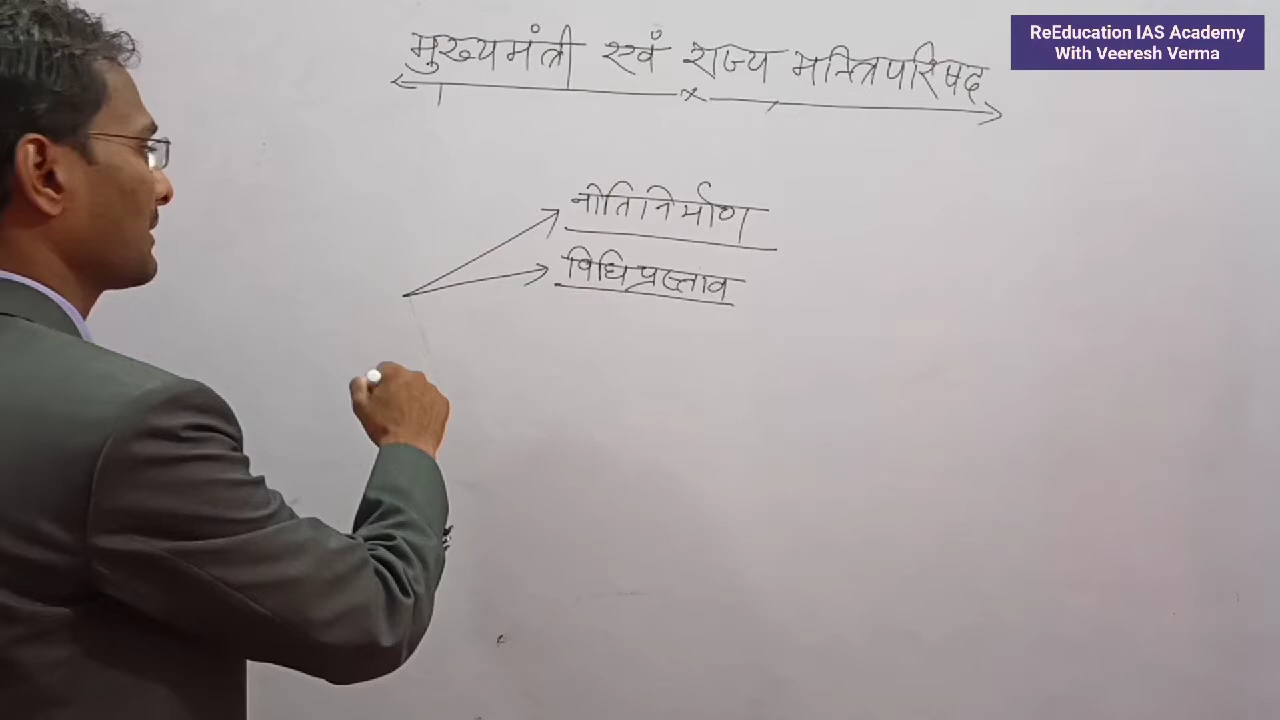 ReEducation IAS Academy
With Veeresh Verma
मुख्यमंत्री एवं राज्य मन्त्रिपरिषद
नीति निर्माण
विधि प्रस्ताव